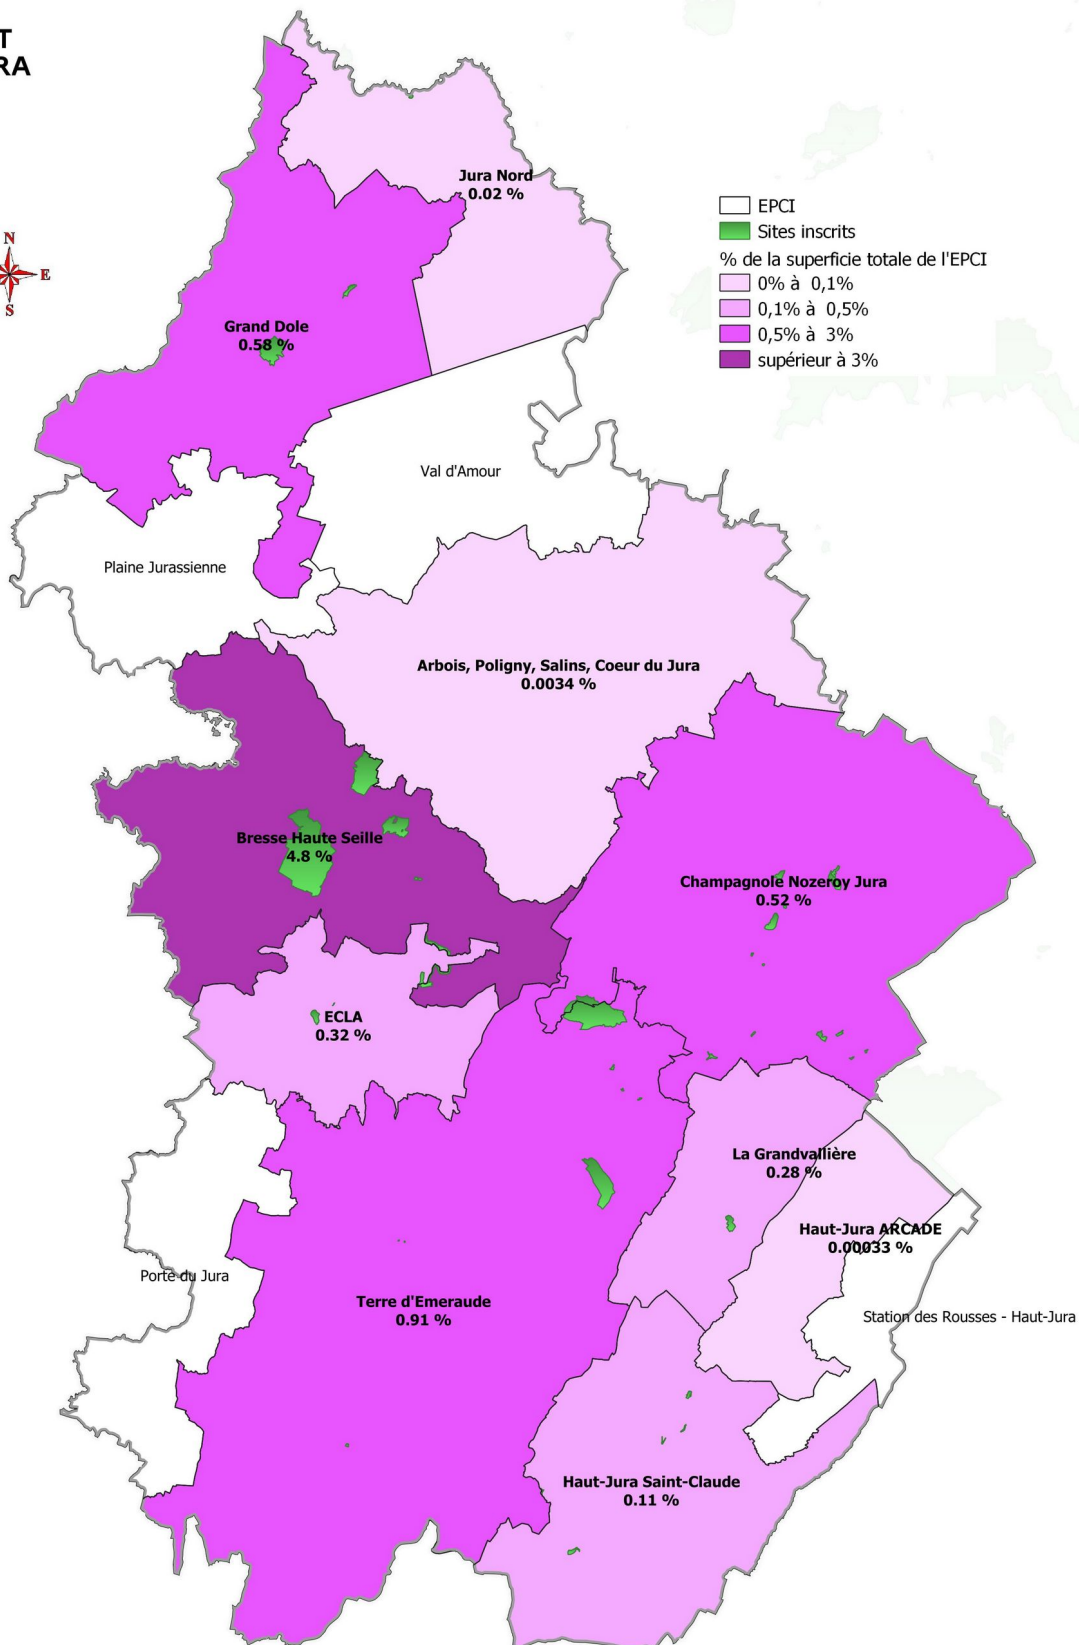 T
RA
N
E
S
Jura Nord
0.02 %
EPCI
Sites inscrits
% de la superficie totale de l'EPCI
0% à 0,1%
0,1% à 0,5%
0,5% à 3%
supérieur à 3%
Grand Dole
0.58 %
Val d'Amour
Plaine Jurassienne
Arbois, Poligny, Salins, Coeur du Jura
0.0034 %
Bresse Haute Seille
4.8 %
Champagnole Nozeroy Jura
0.52 %
ECLA
0.32 %
La Grandvallière
0.28 %
Haut-Jura ARCADE
0.00033 %
Porte du Jura
Terre d'Emeraude
0.91 %
Station des Rousses - Haut-Jura
Haut-Jura Saint-Claude
0.11 %